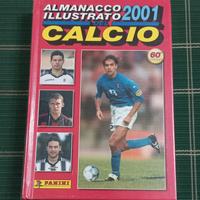 ALMANACCO
ILLUSTRATO 2001
CALCIO
60°
PANINI